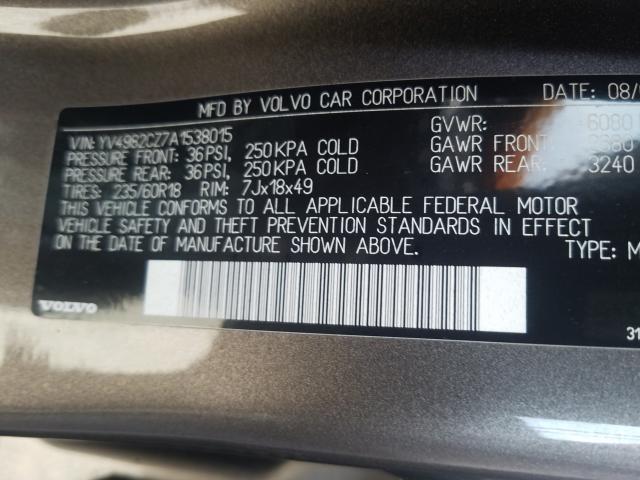 MFD BY VOLVO CAR CORPORATION DATE: 08/
VIN: YV4982CZ7A1538015 GVWR: 6080
PRESSURE FRONT: 36PSI, 250KPA COLD GAWR FRONT:
PRESSURE REAR: 36PSI, 250KPA COLD GAWR REAR: 3240
TIRES: 235/60R18 RIM: 7Jx18x49
THIS VEHICLE CONFORMS TO ALL APPLICABLE FEDERAL MOTOR
VEHICLE SAFETY AND THEFT PREVENTION STANDARDS IN EFFECT
ON THE DATE OF MANUFACTURE SHOWN ABOVE.
TYPE: M
VOLVO
31